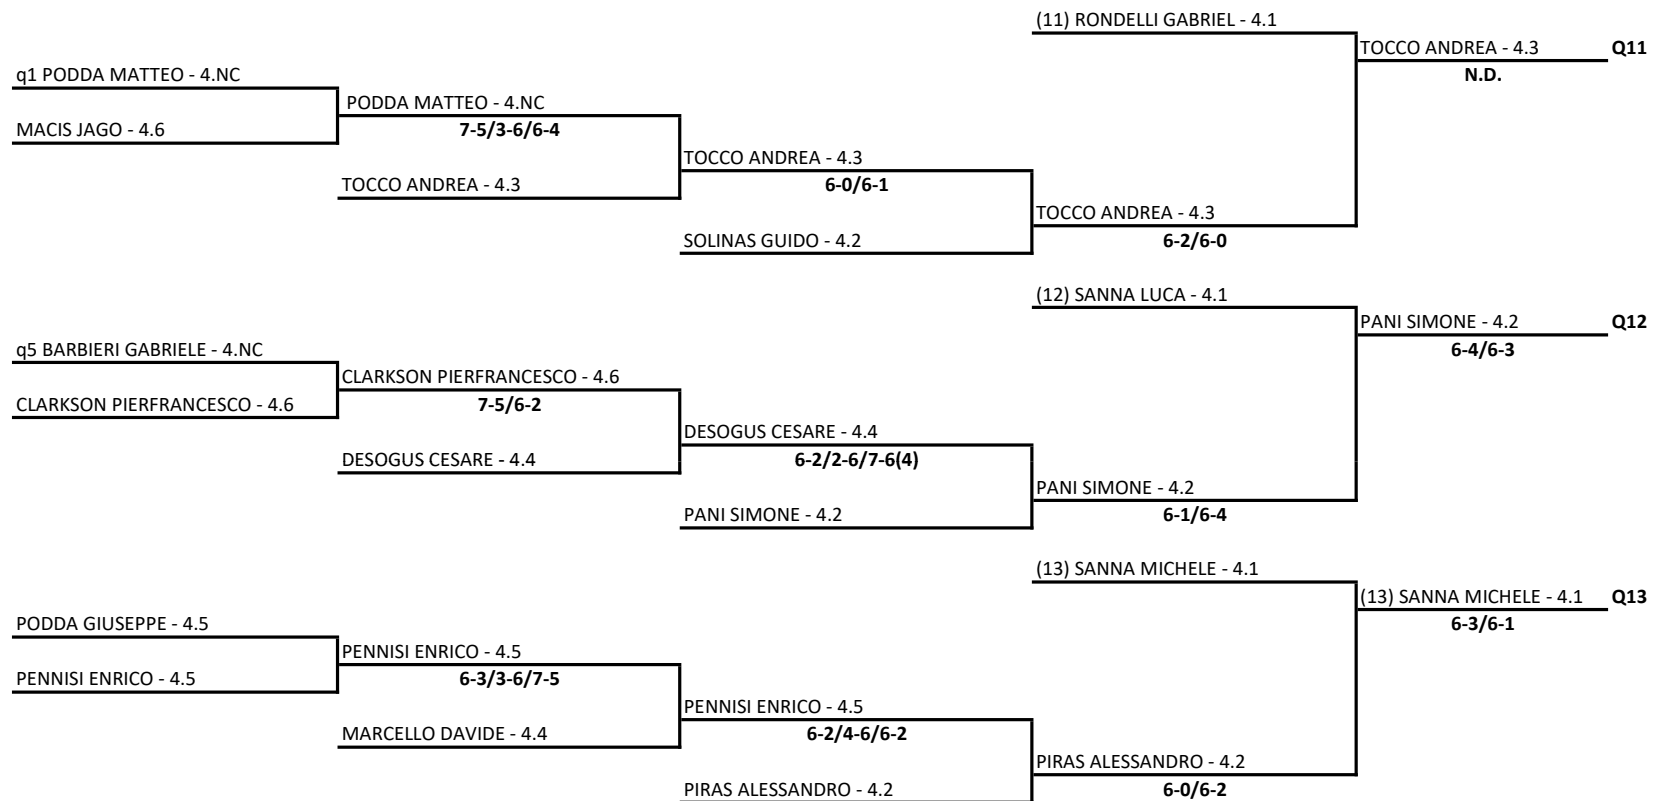 (11) RONDELLI GABRIEL - 4.1
TOCCO ANDREA - 4.3 Q11
N.D.
q1 PODDA MATTEO - 4.NC
PODDA MATTEO - 4.NC
MACIS JAGO - 4.6
7-5/3-6/6-4
TOCCO ANDREA - 4.3
TOCCO ANDREA - 4.3
6-0/6-1
TOCCO ANDREA - 4.3
SOLINAS GUIDO - 4.2
6-2/6-0
(12) SANNA LUCA - 4.1
PANI SIMONE - 4.2 Q12
6-4/6-3
q5 BARBIERI GABRIELE - 4.NC
CLARKSON PIERFRANCESCO - 4.6
CLARKSON PIERFRANCESCO - 4.6
7-5/6-2
DESOGUS CESARE - 4.4
DESOGUS CESARE - 4.4
6-2/2-6/7-6(4)
PANI SIMONE - 4.2
PANI SIMONE - 4.2
6-1/6-4
(13) SANNA MICHELE - 4.1
(13) SANNA MICHELE - 4.1 Q13
6-3/6-1
PODDA GIUSEPPE - 4.5
PENNISI ENRICO - 4.5
PENNISI ENRICO - 4.5
6-3/3-6/7-5
PENNISI ENRICO - 4.5
MARCELLO DAVIDE - 4.4
6-2/4-6/6-2
PIRAS ALESSANDRO - 4.2
PIRAS ALESSANDRO - 4.2
6-0/6-2